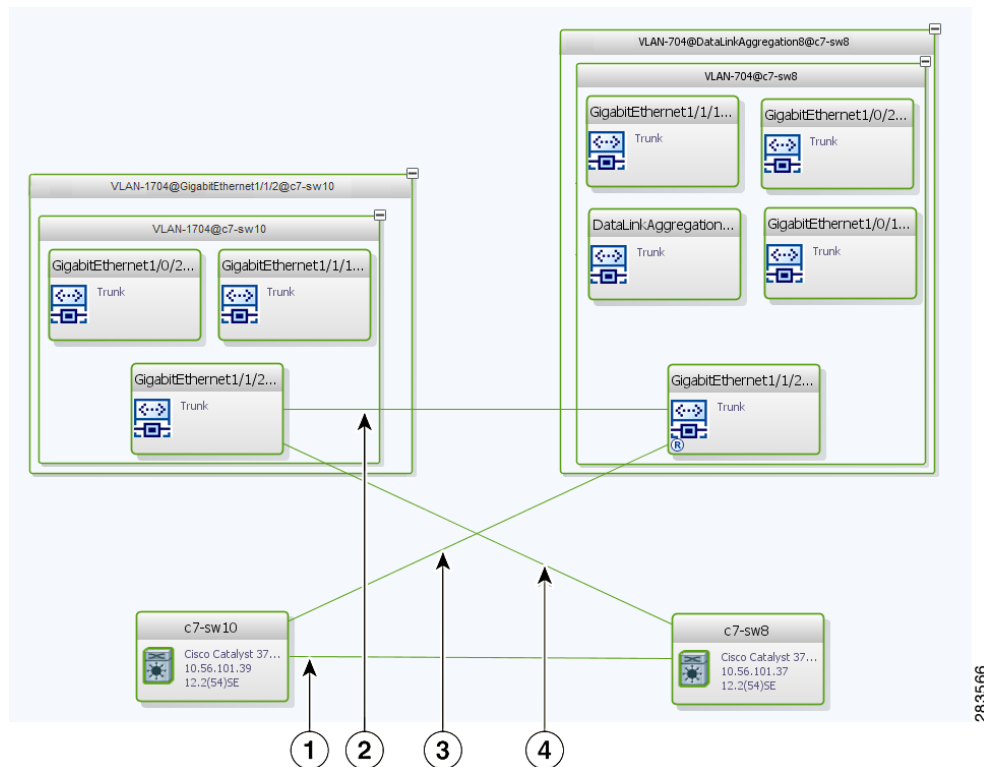 VLAN-704@DataLinkAggregation8@c7-sw8
VLAN-704@c7-sw8
GigabitEthernet1/1/1...
Trunk
GigabitEthernet1/0/2...
Trunk
DataLinkAggregation...
Trunk
GigabitEthernet1/0/1...
Trunk
VLAN-1704@GigabitEthernet1/1/2@c7-sw10
VLAN-1704@c7-sw10
GigabitEthernet1/0/2...
Trunk
GigabitEthernet1/1/1...
Trunk
GigabitEthernet1/1/2...
Trunk
GigabitEthernet1/1/2...
Trunk
R
c7-sw10
Cisco Catalyst 37...
10.56.101.39
12.2(54)SE
c7-sw8
Cisco Catalyst 37...
10.56.101.37
12.2(54)SE
1
2
3
4
283566